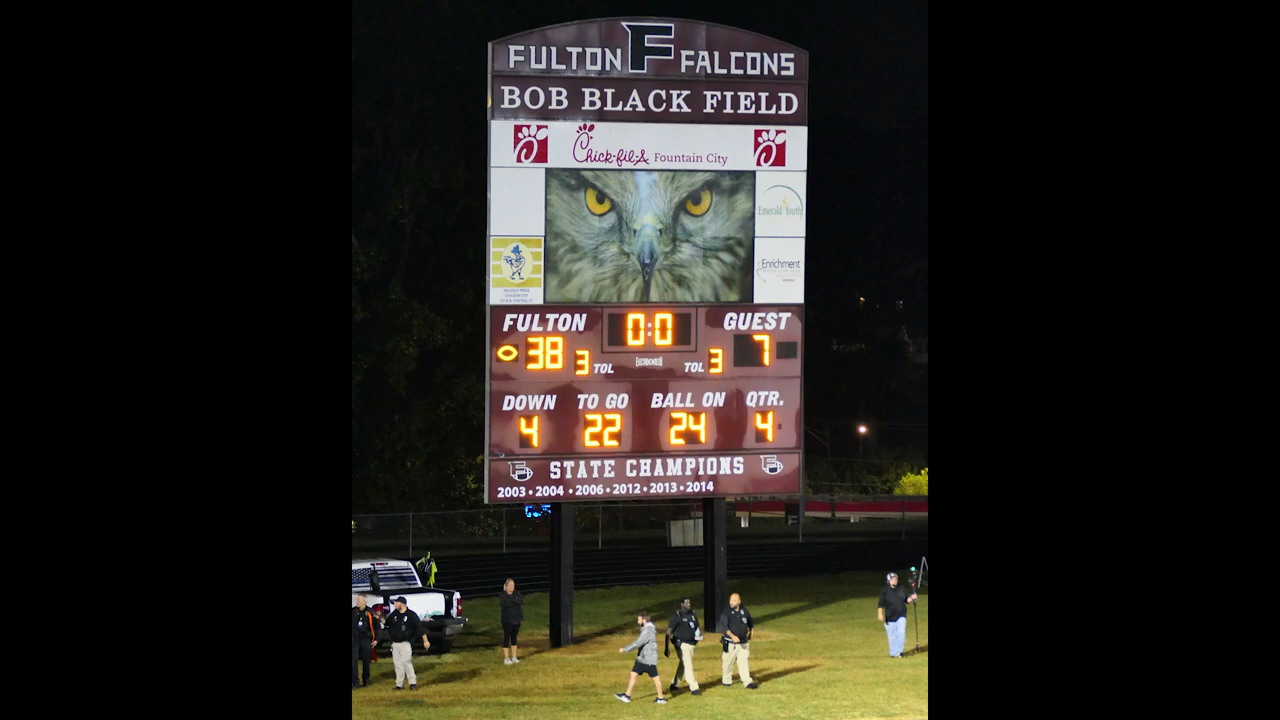 FULTON F FALCONS
BOB BLACK FIELD
Chick-fil-A Fountain City
Emerald Youth
Enrichment
FULTON 0:0 GUEST
38 3 TOL TOL 3 7
DOWN TO GO BALL ON QTR.
4 22 24 4
F STATE CHAMPIONS F
2003 • 2004 • 2006 • 2012 • 2013 • 2014